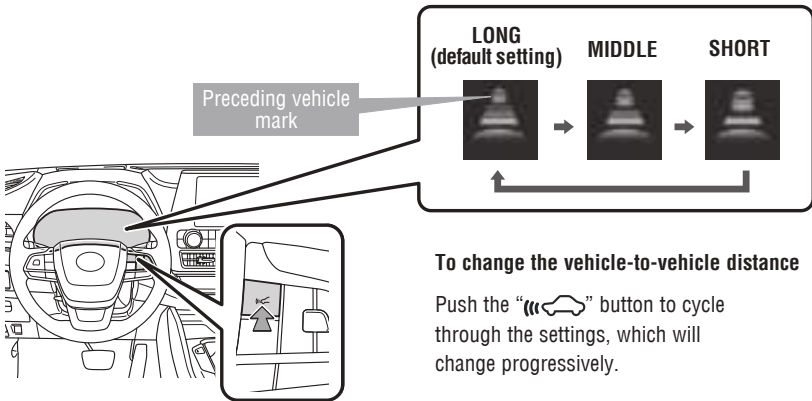 LONG
(default setting)
MIDDLE
SHORT
Preceding vehicle
mark
To change the vehicle-to-vehicle distance
Push the “ ” button to cycle
through the settings, which will
change progressively.